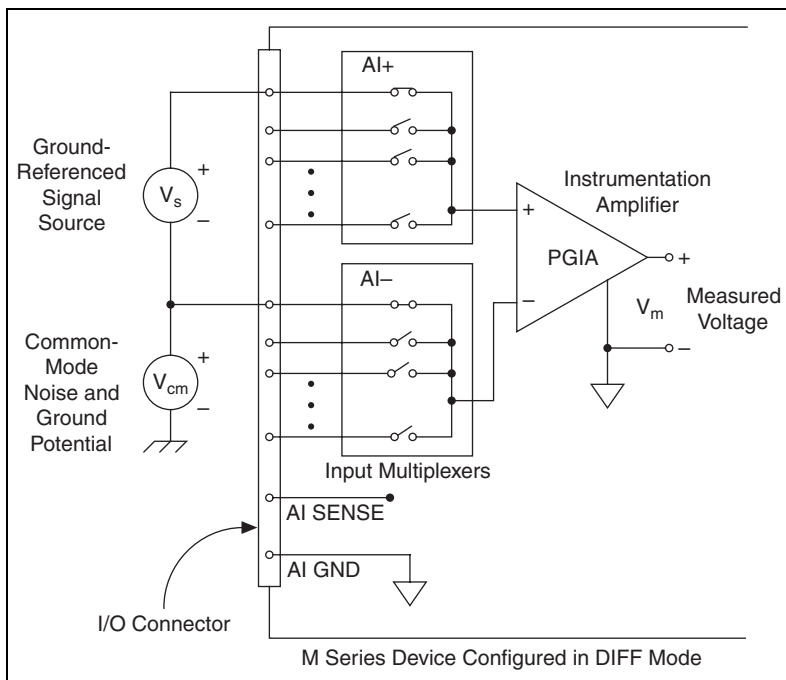 AI+
Ground-
Referenced
Signal
Source
+
Vs
–
Instrumentation
Amplifier
+
PGIA
–
+
Vm
–
Measured
Voltage
AI–
Common-
Mode
Noise and
Ground
Potential
+
Vcm
–
Input Multiplexers
AI SENSE
AI GND
I/O Connector
M Series Device Configured in DIFF Mode